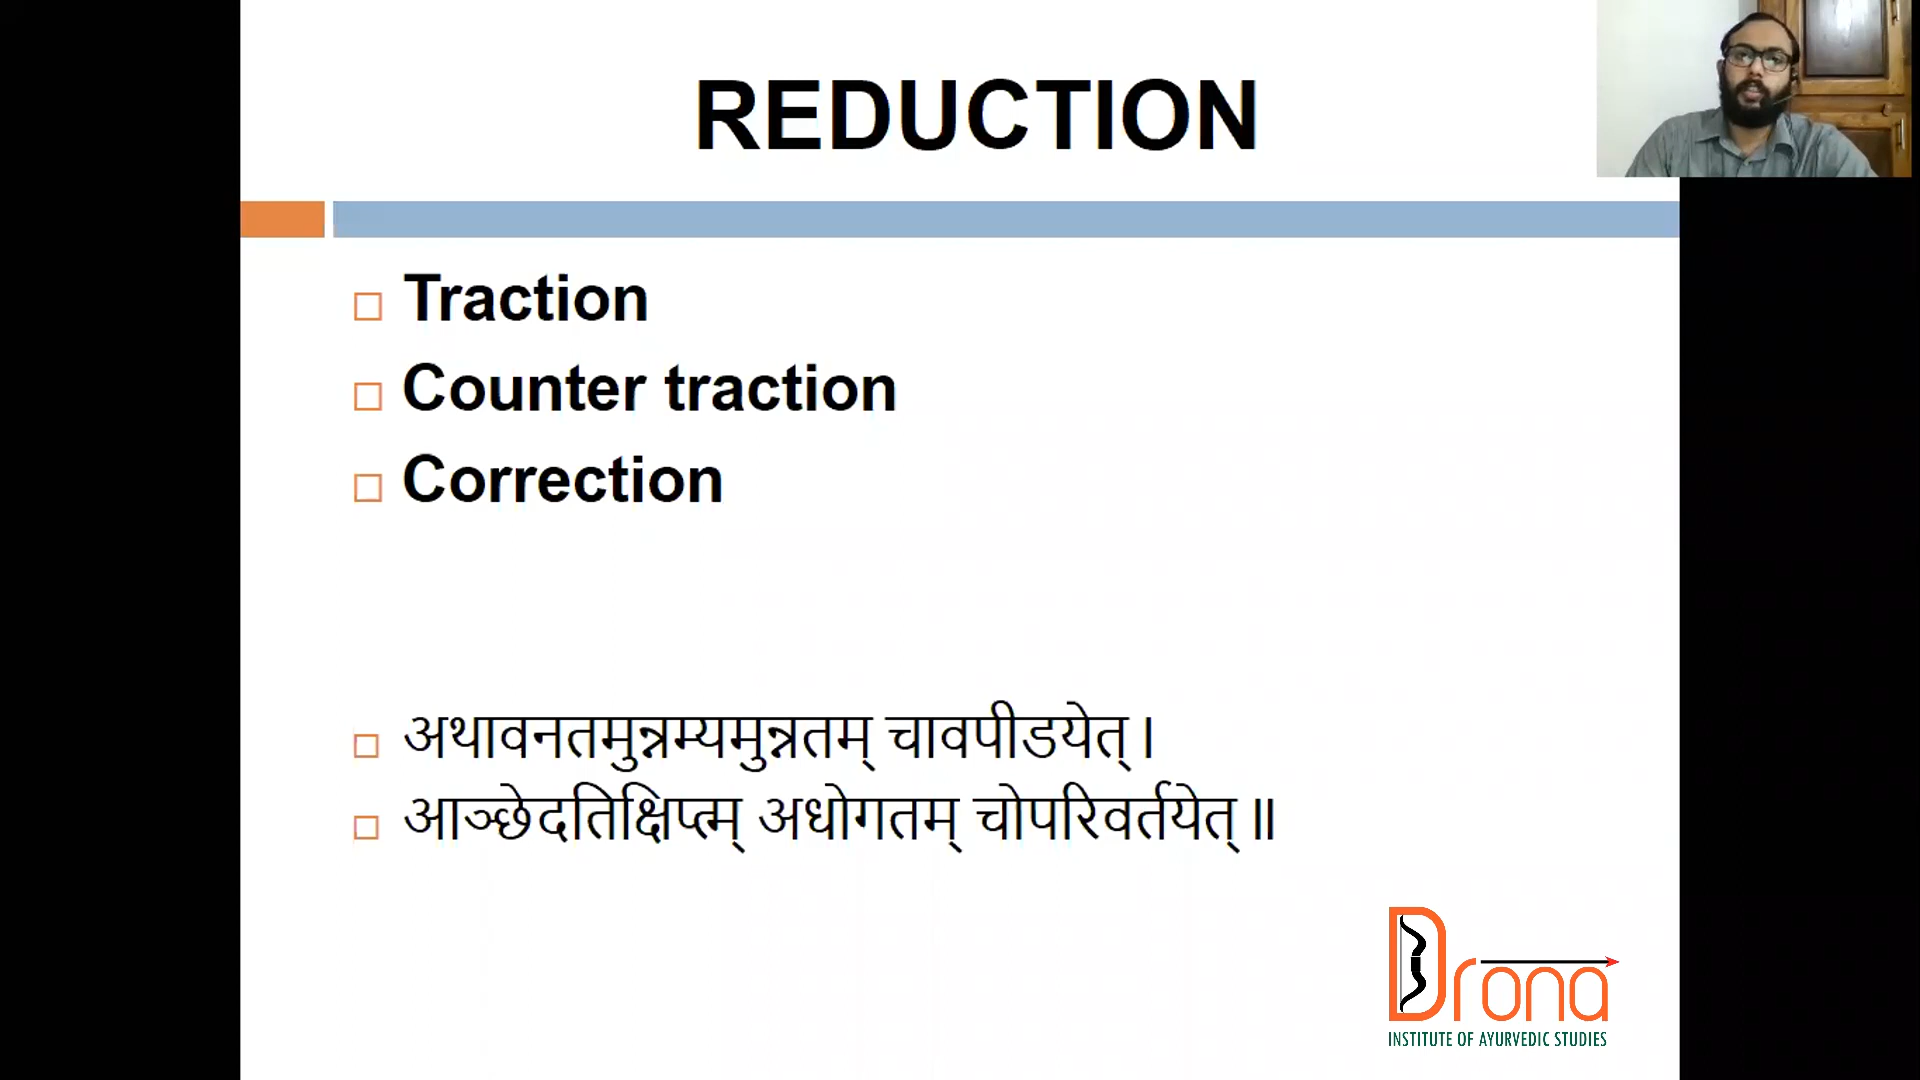 REDUCTION
Traction
Counter traction
Correction
अथावनतमुन्नम्यमुन्नतम् चावपीडयेत् ।
आञ्छेदतिक्षिप्तम् अधोगतम् चोपरिवर्तयेत् ॥
Drona
INSTITUTE OF AYURVEDIC STUDIES